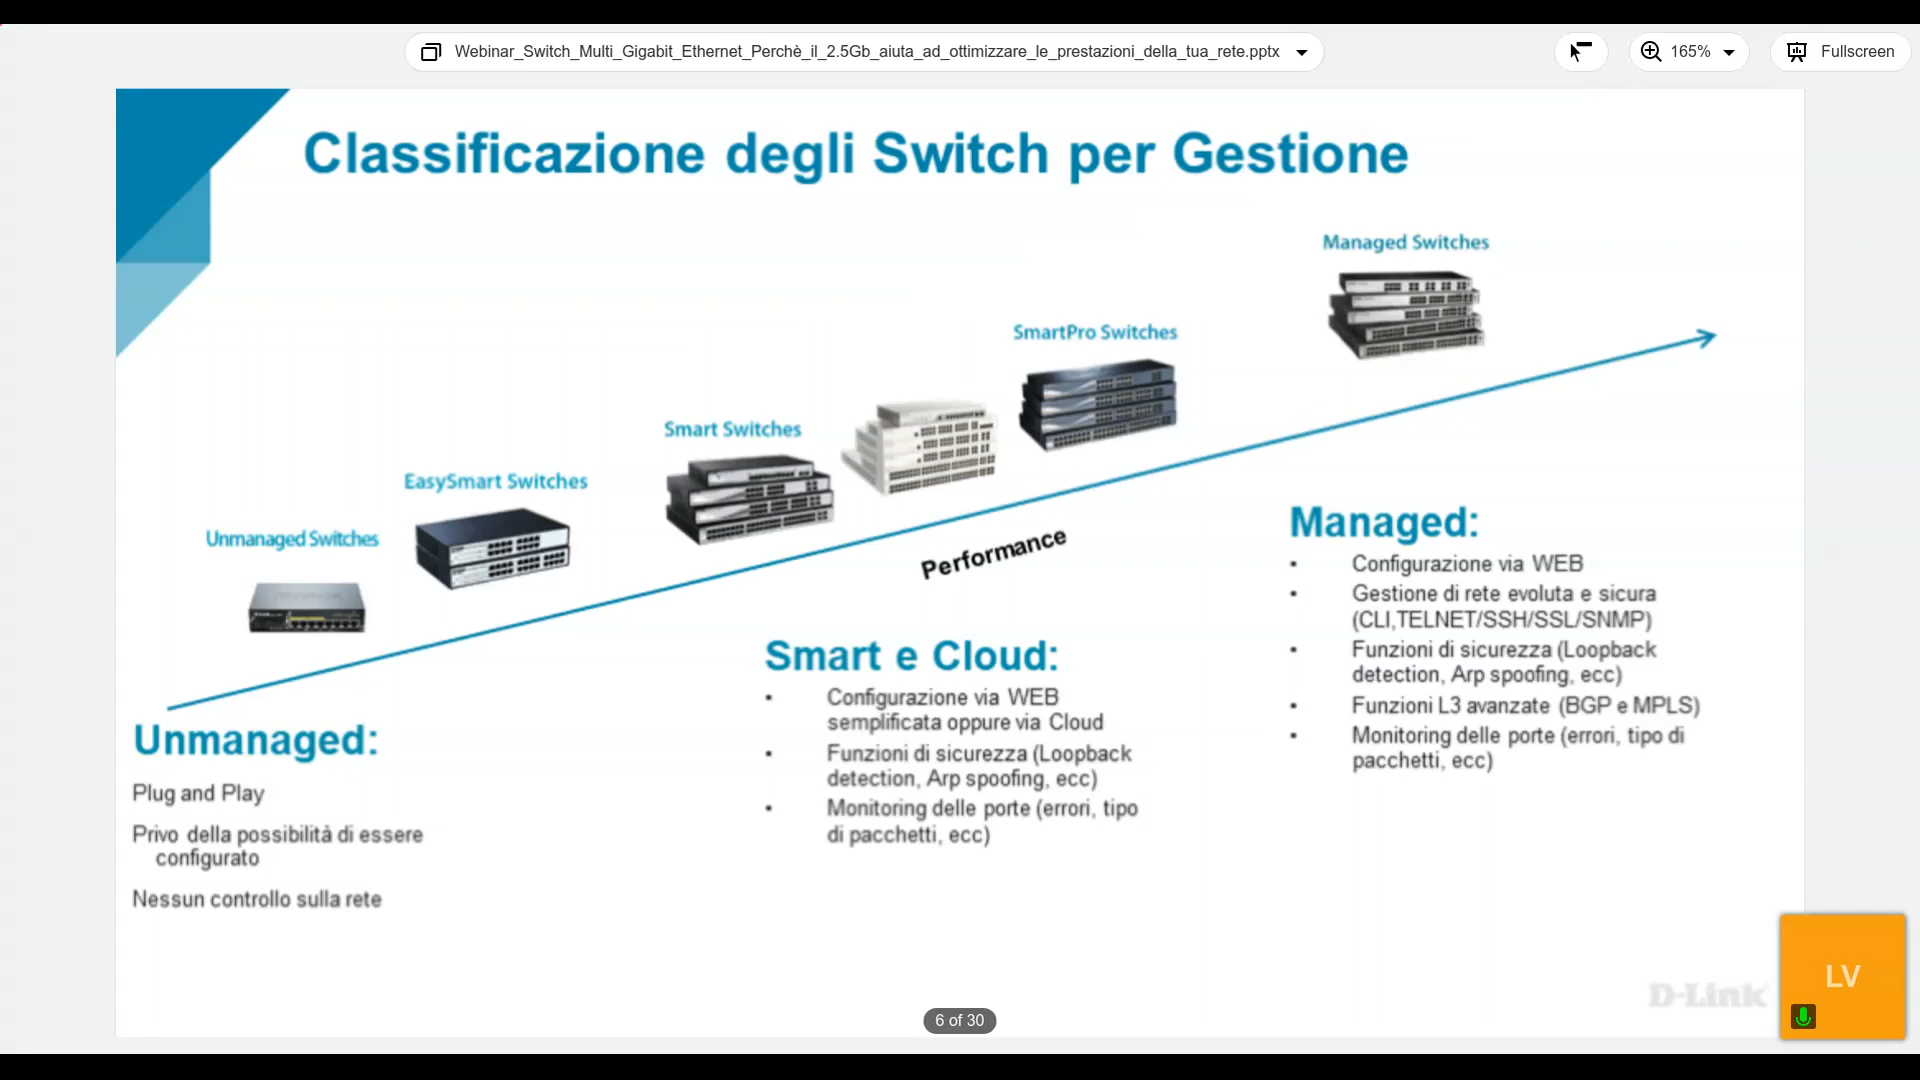 Webinar_Switch_Multi_Gigabit_Ethernet_Perchè_il_2.5Gb_aiuta_ad_ottimizzare_le_prestazioni_della_tua_rete.pptx
165%
Fullscreen
Classificazione degli Switch per Gestione
Managed Switches
SmartPro Switches
Smart Switches
EasySmart Switches
Unmanaged Switches
Performance
Unmanaged:
Plug and Play
Privo della possibilità di essere
configurato
Nessun controllo sulla rete
Smart e Cloud:
• Configurazione via WEB
semplificata oppure via Cloud
• Funzioni di sicurezza (Loopback
detection, Arp spoofing, ecc)
• Monitoring delle porte (errori, tipo
di pacchetti, ecc)
Managed:
• Configurazione via WEB
• Gestione di rete evoluta e sicura
(CLI,TELNET/SSH/SSL/SNMP)
• Funzioni di sicurezza (Loopback
detection, Arp spoofing, ecc)
• Funzioni L3 avanzate (BGP e MPLS)
• Monitoring delle porte (errori, tipo di
pacchetti, ecc)
D-Link
LV
6 of 30